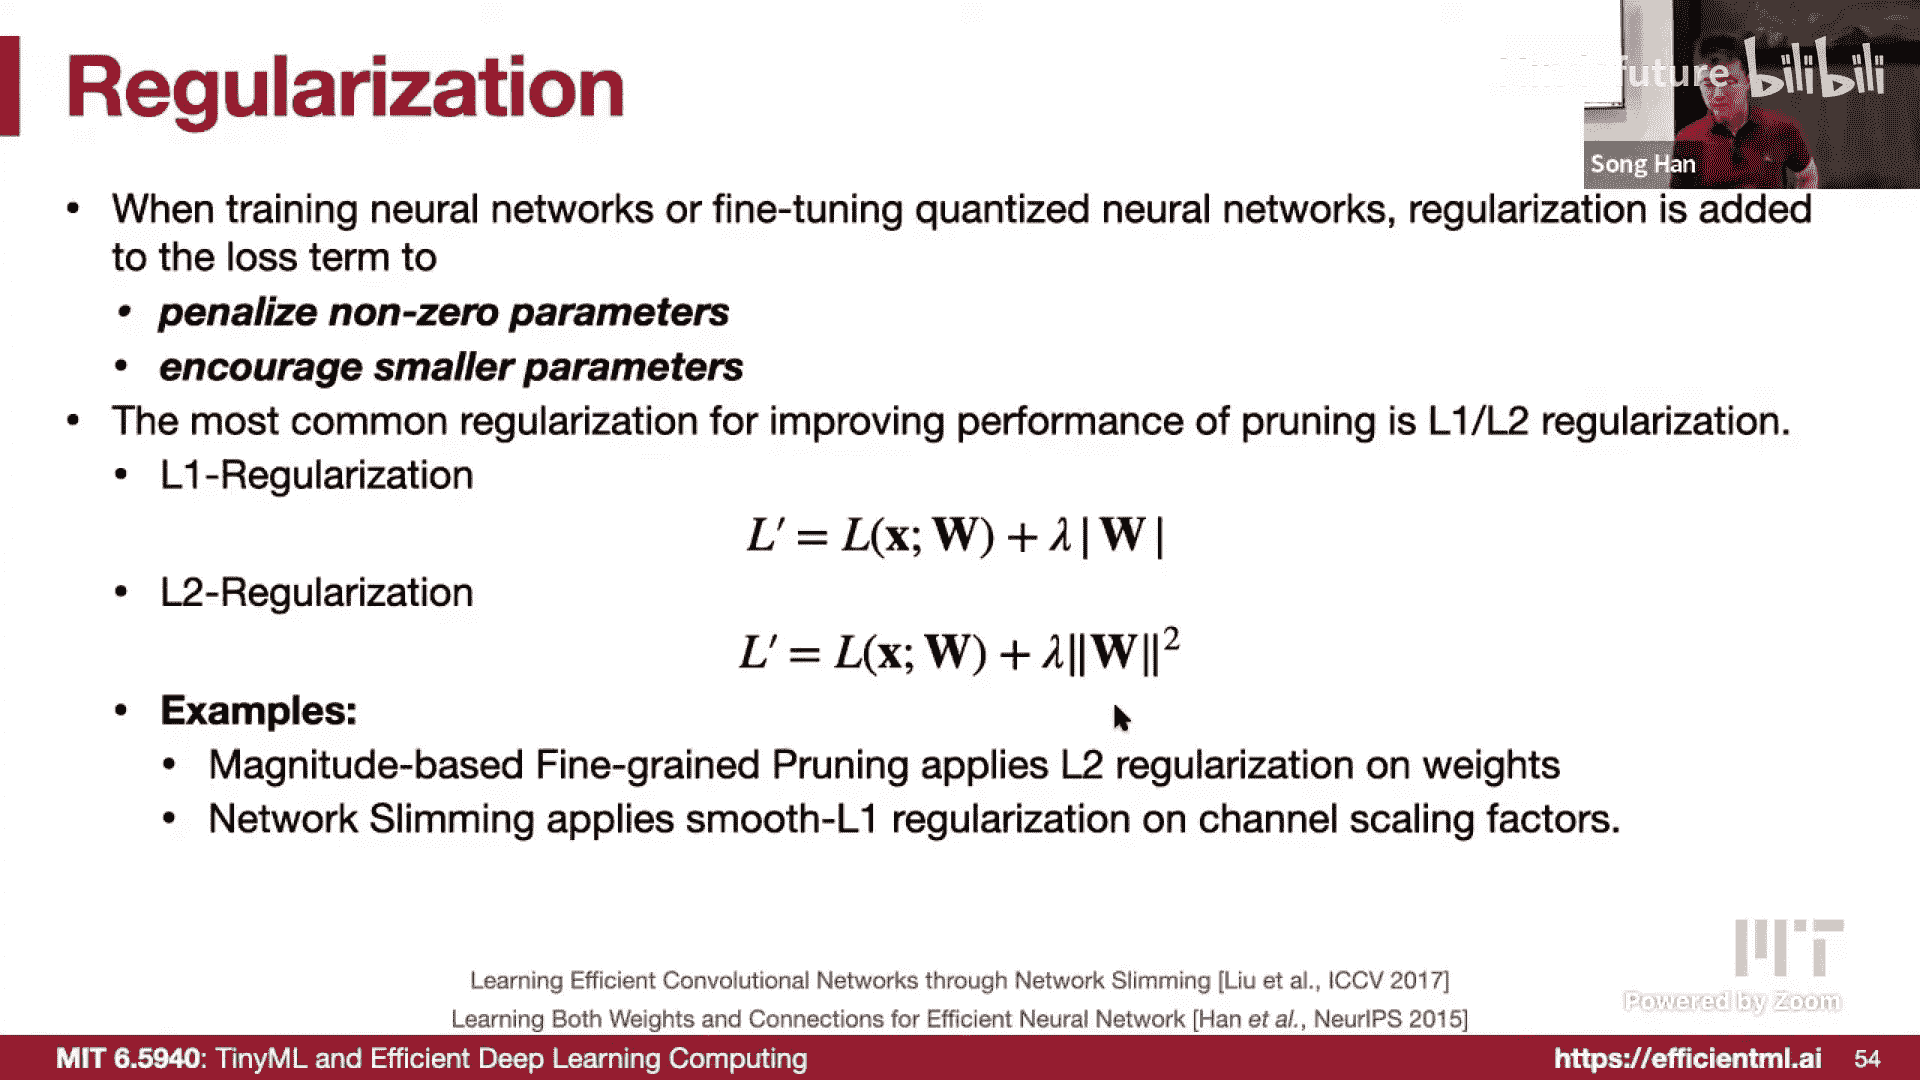 Regularization
future bilibili
Song Han
• When training neural networks or fine-tuning quantized neural networks, regularization is added
to the loss term to
• penalize non-zero parameters
• encourage smaller parameters
• The most common regularization for improving performance of pruning is L1/L2 regularization.
• L1-Regularization
L′ = L(x; W) + λ|W|
• L2-Regularization
L′ = L(x; W) + λ‖W‖²
• Examples:
• Magnitude-based Fine-grained Pruning applies L2 regularization on weights
• Network Slimming applies smooth-L1 regularization on channel scaling factors.
MIT
Powered by Zoom
Learning Efficient Convolutional Networks through Network Slimming [Liu et al., ICCV 2017]
Learning Both Weights and Connections for Efficient Neural Network [Han et al., NeurIPS 2015]
MIT 6.5940: TinyML and Efficient Deep Learning Computing
https://efficientml.ai 54